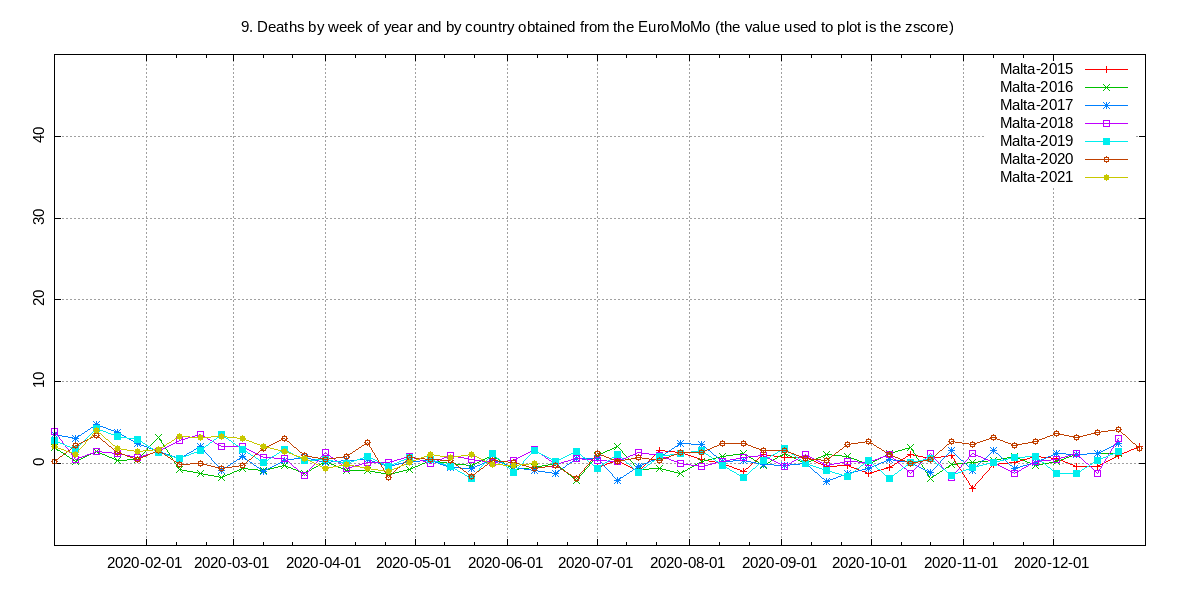 9. Deaths by week of year and by country obtained from the EuroMoMo (the value used to plot is the zscore)
Malta-2015
Malta-2016
Malta-2017
Malta-2018
Malta-2019
Malta-2020
Malta-2021
40
30
20
10
0
2020-02-01 2020-03-01 2020-04-01 2020-05-01 2020-06-01 2020-07-01 2020-08-01 2020-09-01 2020-10-01 2020-11-01 2020-12-01